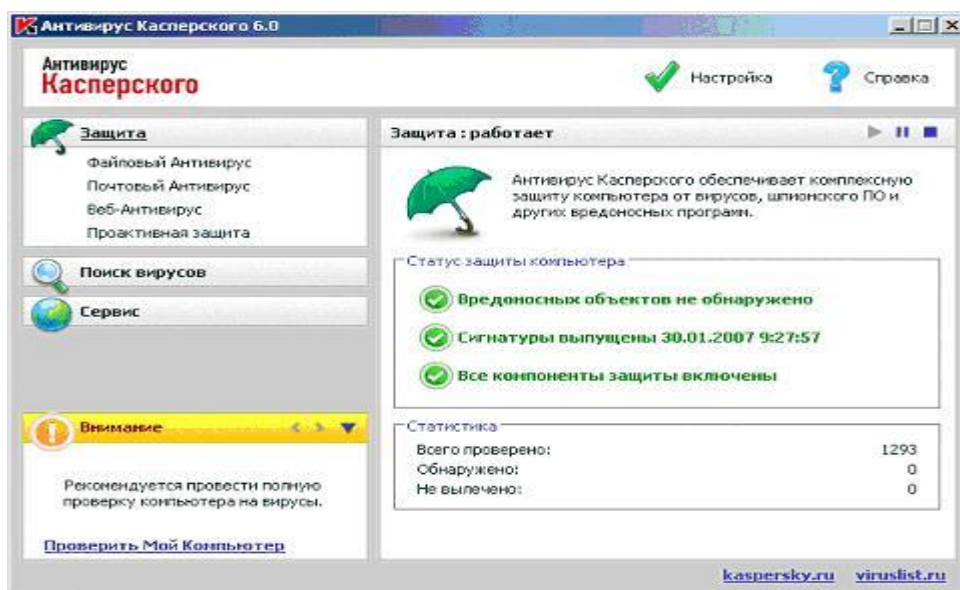 Антивирус Касперского 6.0
Антивирус
Касперского
Настройка
Справка
Защита
Файловый Антивирус
Почтовый Антивирус
Веб-Антивирус
Проактивная защита
Поиск вирусов
Сервис
Внимание
Рекомендуется провести полную
проверку компьютера на вирусы.
Проверить Мой Компьютер
Защита : работает
Антивирус Касперского обеспечивает комплексную
защиту компьютера от вирусов, шпионского ПО и
других вредоносных программ.
Статус защиты компьютера
Вредоносных объектов не обнаружено
Сигнатуры выпущены 30.01.2007 9:27:57
Все компоненты защиты включены
Статистика
Всего проверено: 1293
Обнаружено: 0
Не вылечено: 0
kaspersky.ru viruslist.ru